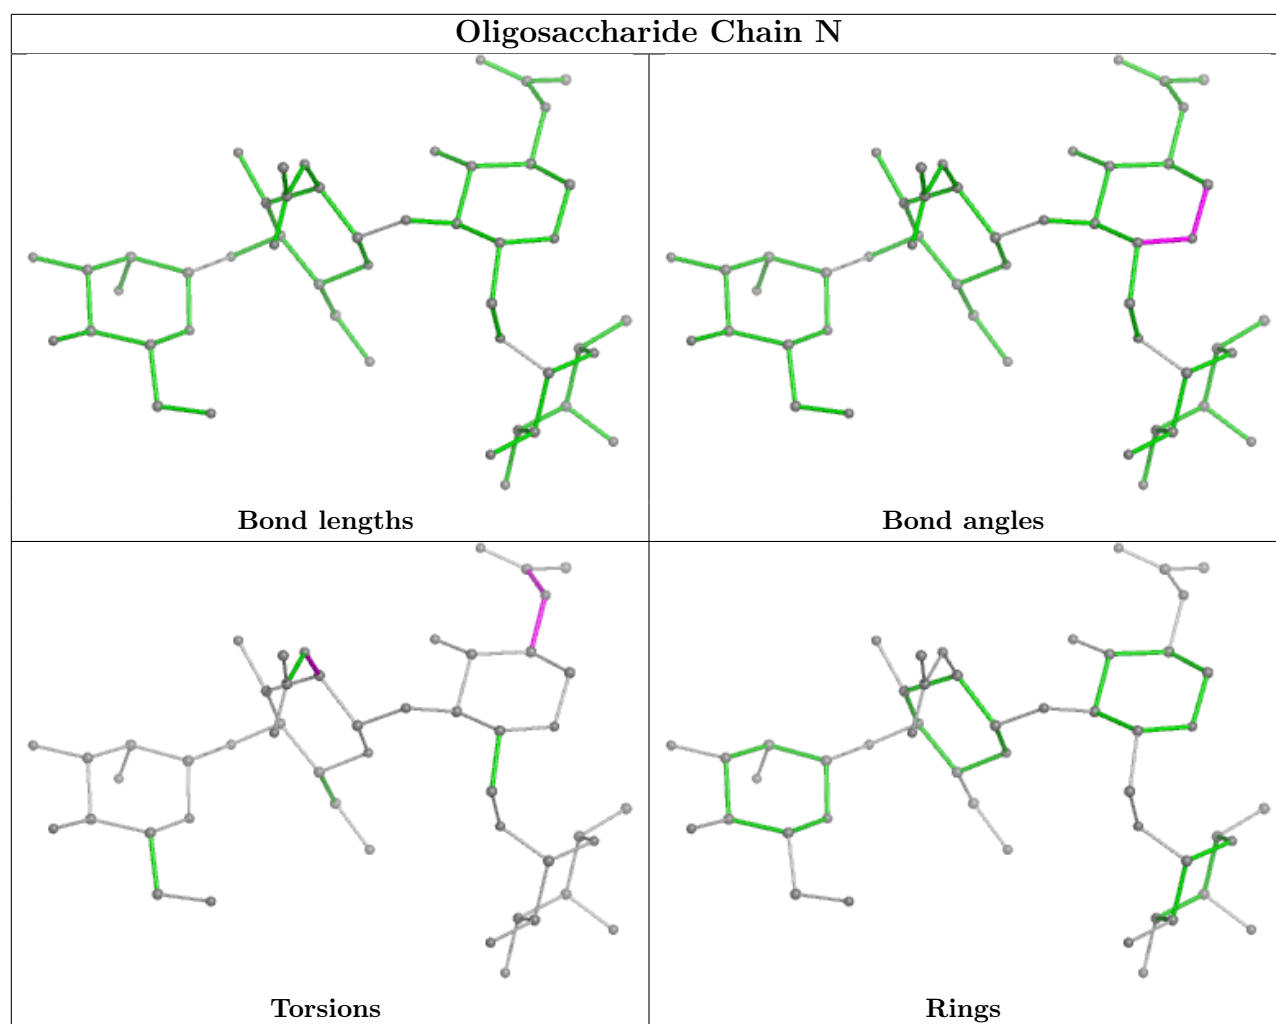 Oligosaccharide Chain N
Bond lengths
Bond angles
Torsions
Rings